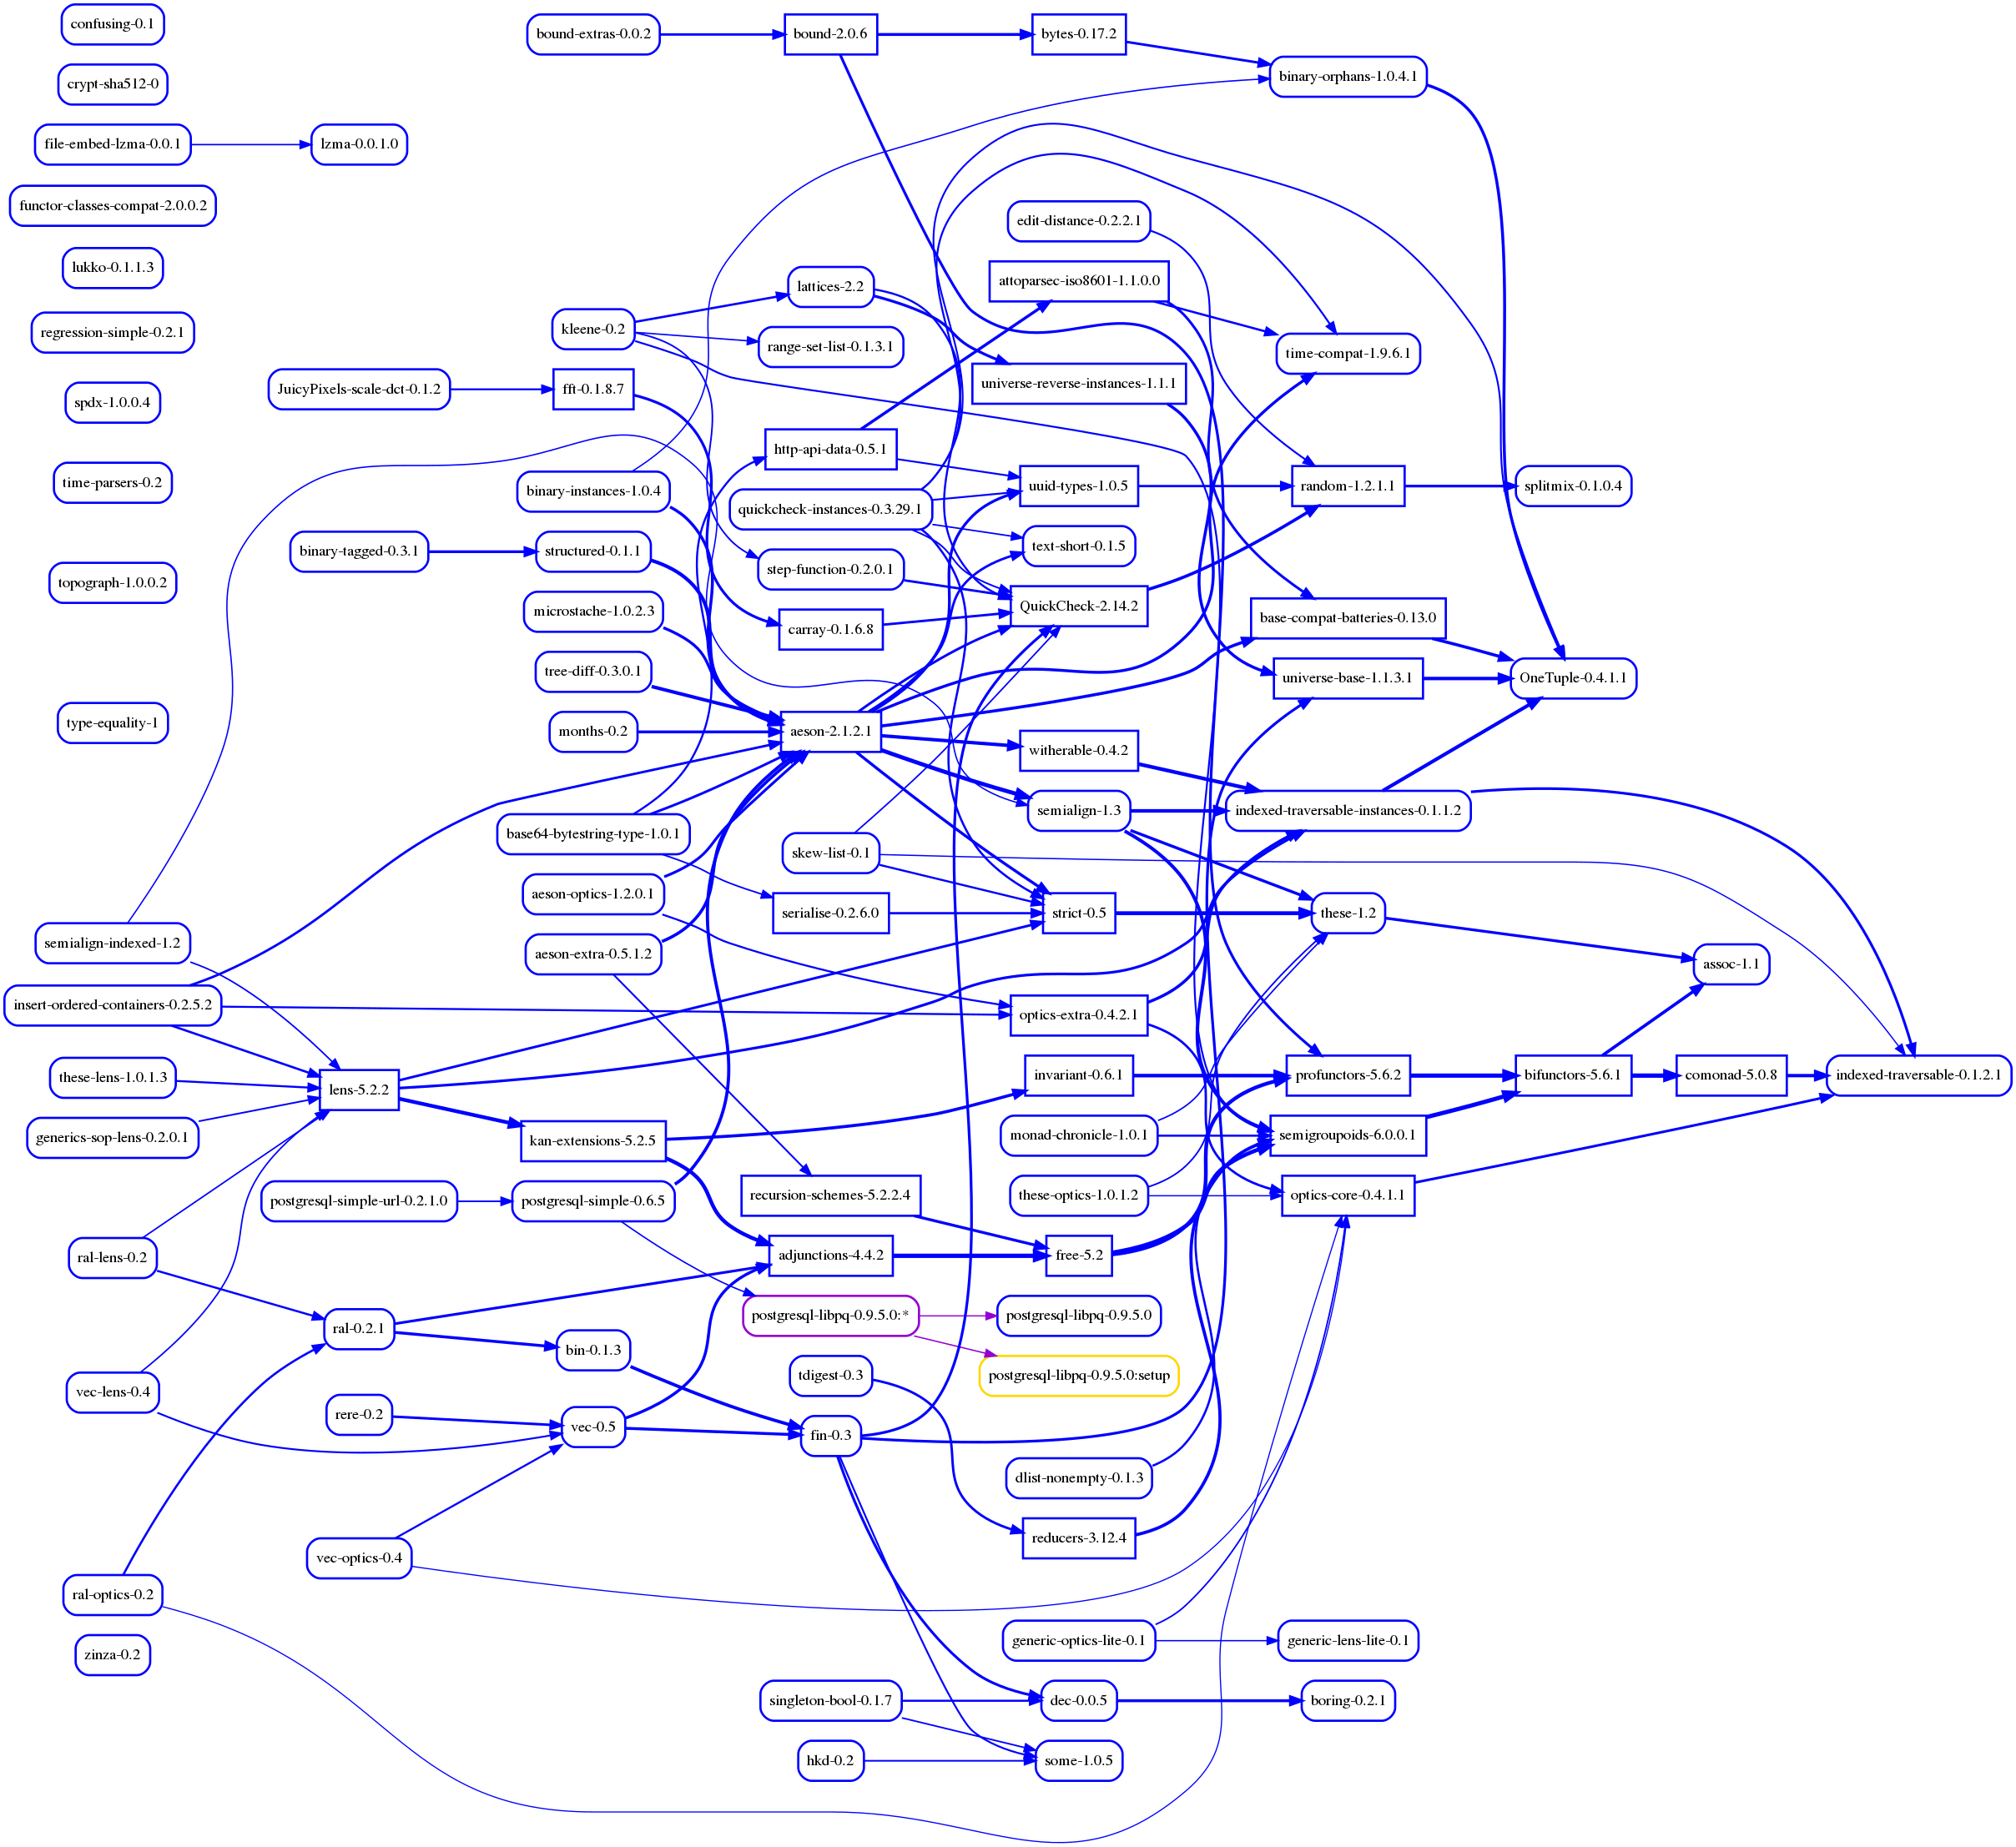 confusing-0.1
crypt-sha512-0
file-embed-lzma-0.0.1
functor-classes-compat-2.0.0.2
lukko-0.1.1.3
regression-simple-0.2.1
spdx-1.0.0.4
time-parsers-0.2
topograph-1.0.0.2
type-equality-1
semialign-indexed-1.2
insert-ordered-containers-0.2.5.2
these-lens-1.0.1.3
generics-sop-lens-0.2.0.1
ral-lens-0.2
vec-lens-0.4
ral-optics-0.2
zinza-0.2
lzma-0.0.1.0
JuicyPixels-scale-dct-0.1.2
binary-tagged-0.3.1
lens-5.2.2
postgresql-simple-url-0.2.1.0
ral-0.2.1
rere-0.2
vec-optics-0.4
bound-extras-0.0.2
kleene-0.2
fft-0.1.8.7
binary-instances-1.0.4
structured-0.1.1
microstache-1.0.2.3
tree-diff-0.3.0.1
months-0.2
base64-bytestring-type-1.0.1
aeson-optics-1.2.0.1
aeson-extra-0.5.1.2
kan-extensions-5.2.5
postgresql-simple-0.6.5
bin-0.1.3
vec-0.5
bound-2.0.6
lattices-2.2
range-set-list-0.1.3.1
http-api-data-0.5.1
quickcheck-instances-0.3.29.1
step-function-0.2.0.1
carray-0.1.6.8
aeson-2.1.2.1
skew-list-0.1
serialise-0.2.6.0
recursion-schemes-5.2.2.4
adjunctions-4.4.2
postgresql-libpq-0.9.5.0:*
tdigest-0.3
fin-0.3
singleton-bool-0.1.7
hkd-0.2
bytes-0.17.2
edit-distance-0.2.2.1
attoparsec-iso8601-1.1.0.0
universe-reverse-instances-1.1.1
uuid-types-1.0.5
text-short-0.1.5
QuickCheck-2.14.2
witherable-0.4.2
semialign-1.3
strict-0.5
optics-extra-0.4.2.1
invariant-0.6.1
monad-chronicle-1.0.1
these-optics-1.0.1.2
free-5.2
postgresql-libpq-0.9.5.0
postgresql-libpq-0.9.5.0:setup
dlist-nonempty-0.1.3
reducers-3.12.4
generic-optics-lite-0.1
dec-0.0.5
some-1.0.5
binary-orphans-1.0.4.1
time-compat-1.9.6.1
random-1.2.1.1
base-compat-batteries-0.13.0
universe-base-1.1.3.1
indexed-traversable-instances-0.1.1.2
these-1.2
profunctors-5.6.2
semigroupoids-6.0.0.1
optics-core-0.4.1.1
generic-lens-lite-0.1
boring-0.2.1
splitmix-0.1.0.4
OneTuple-0.4.1.1
bifunctors-5.6.1
assoc-1.1
comonad-5.0.8
indexed-traversable-0.1.2.1